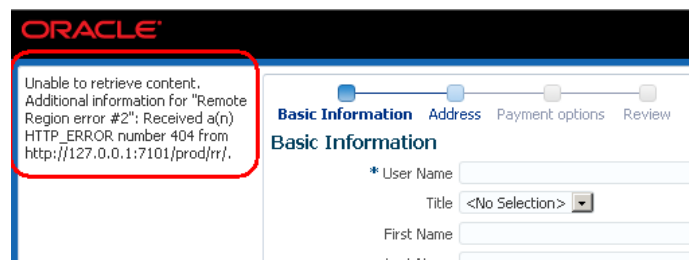 ORACLE
Unable to retrieve content.
Additional information for "Remote
Region error #2": Received a(n)
HTTP_ERROR number 404 from
http://127.0.0.1:7101/prod/rr/.
Basic Information Address Payment options Review
Basic Information
* User Name
Title <No Selection>
First Name